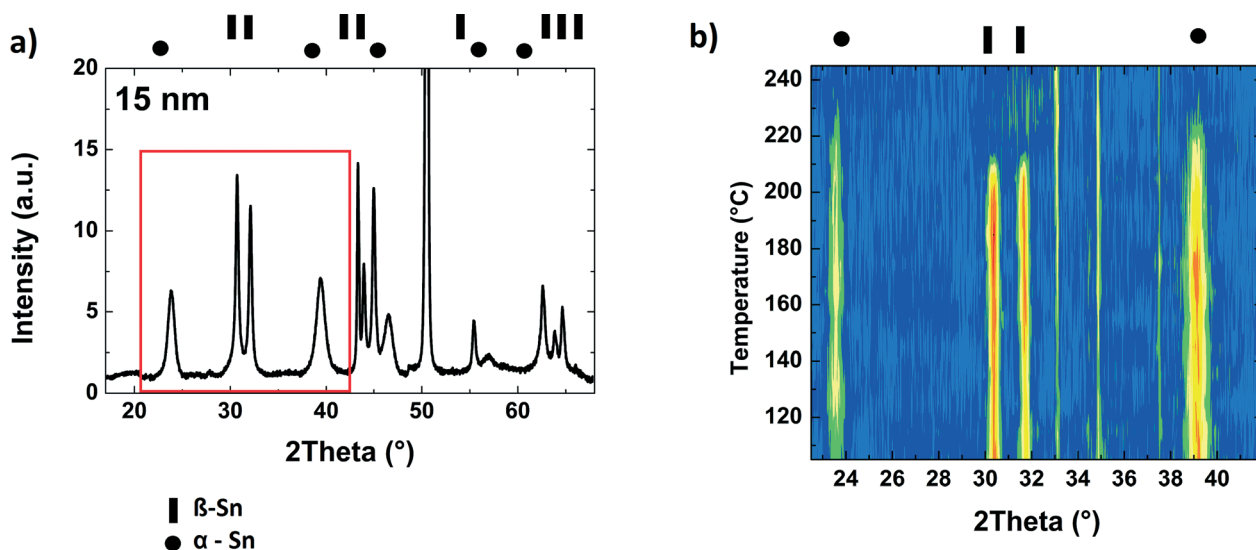 a)
15 nm
Intensity (a.u.)
20
15
10
5
0
20 30 40 50 60
2Theta (°)
ß-Sn
α - Sn
b)
Temperature (°C)
240
220
200
180
160
140
120
24 26 28 30 32 34 36 38 40
2Theta (°)